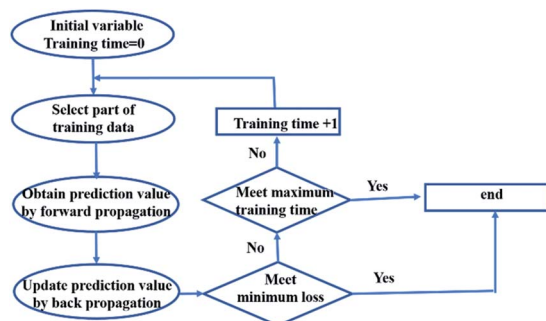 Initial variable
Training time=0
Select part of
training data
Obtain prediction value
by forward propagation
Update prediction value
by back propagation
Meet
minimum loss
Yes
No
Meet maximum
training time
Yes
No
Training time +1
end